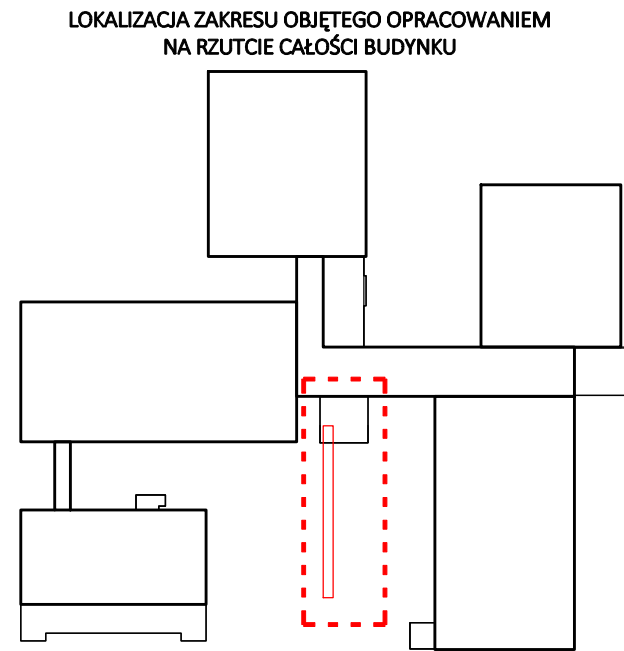 LOKALIZACJA ZAKRESU OBJĘTEGO OPRACOWANIEM
NA RZUTCIE CAŁOŚCI BUDYNKU